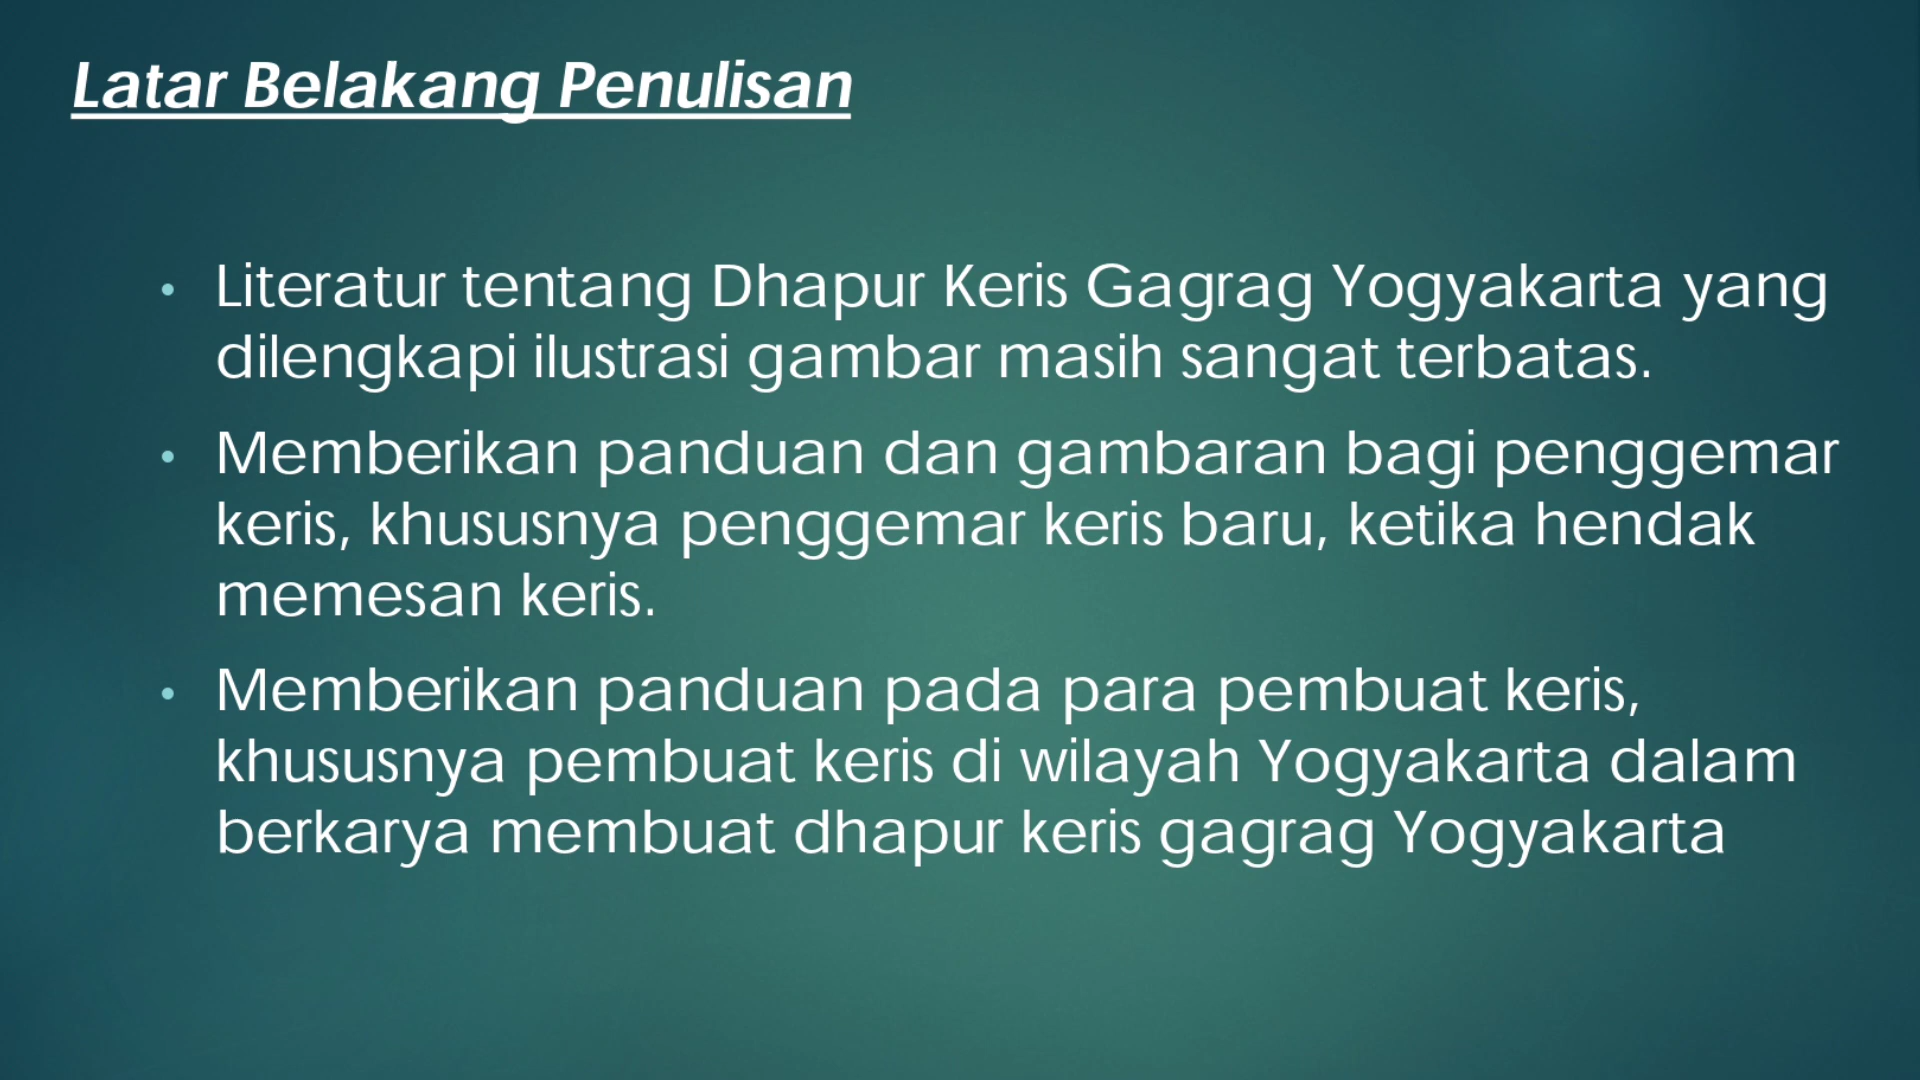 Latar Belakang Penulisan
• Literatur tentang Dhapur Keris Gagrag Yogyakarta yang
dilengkapi ilustrasi gambar masih sangat terbatas.
• Memberikan panduan dan gambaran bagi penggemar
keris, khususnya penggemar keris baru, ketika hendak
memesan keris.
• Memberikan panduan pada para pembuat keris,
khususnya pembuat keris di wilayah Yogyakarta dalam
berkarya membuat dhapur keris gagrag Yogyakarta